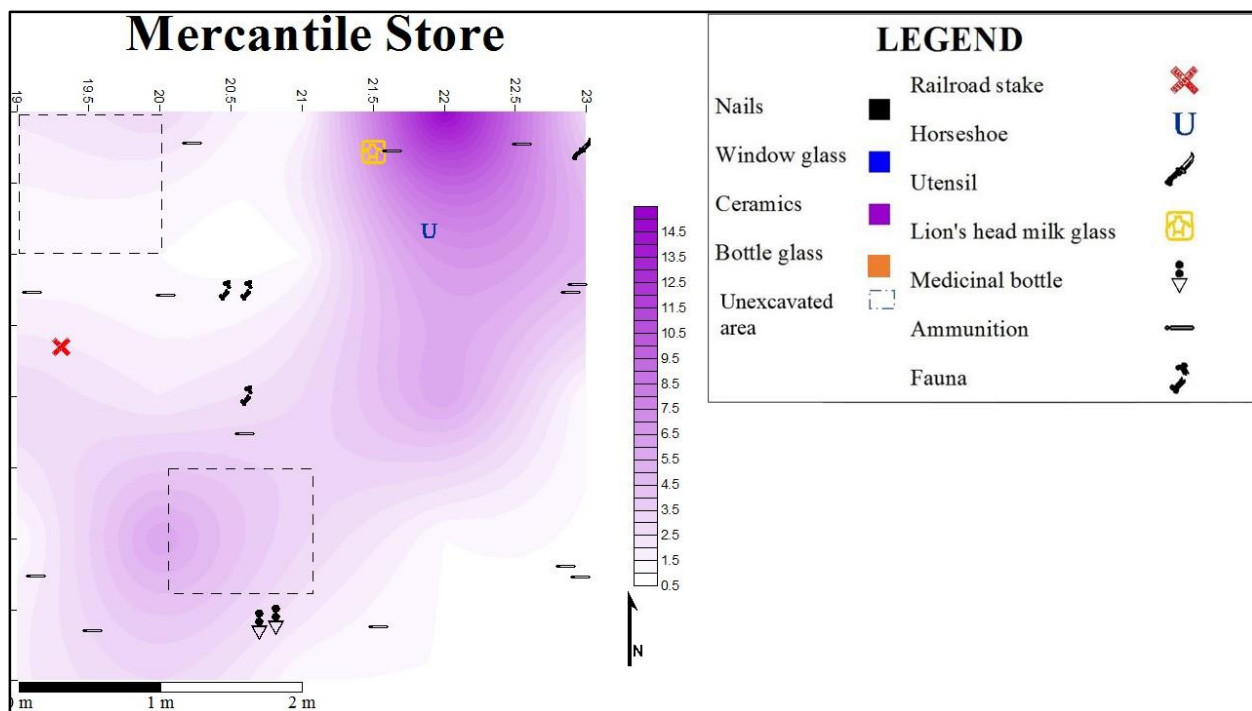 Mercantile Store
19
19.5
20
20.5
21
21.5
22
22.5
23
U
14.5
13.5
12.5
11.5
10.5
9.5
8.5
7.5
6.5
5.5
4.5
3.5
2.5
1.5
0.5
N
0 m 1 m 2 m
LEGEND
Nails
Window glass
Ceramics
Bottle glass
Unexcavated
area
Railroad stake
Horseshoe U
Utensil
Lion's head milk glass
Medicinal bottle
Ammunition
Fauna